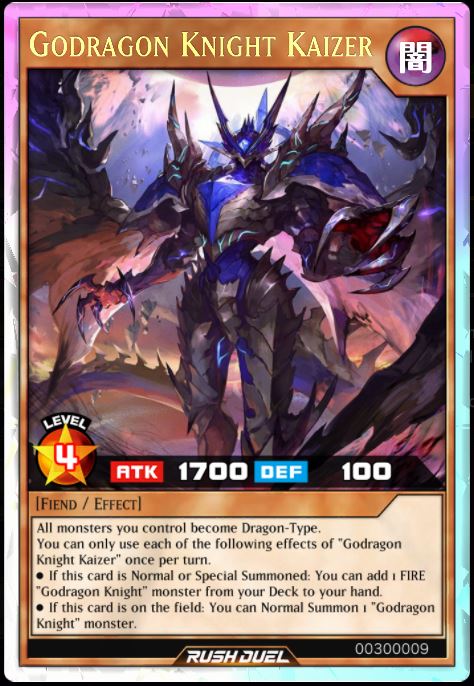 Godragon Knight Kaizer
闇
LEVEL
4
ATK 1700 DEF 100
[Fiend / Effect]
All monsters you control become Dragon-Type.
You can only use each of the following effects of "Godragon
Knight Kaizer" once per turn.
● If this card is Normal or Special Summoned: You can add 1 FIRE
"Godragon Knight" monster from your Deck to your hand.
● If this card is on the field: You can Normal Summon 1 "Godragon
Knight" monster.
RUSH DUEL
00300009